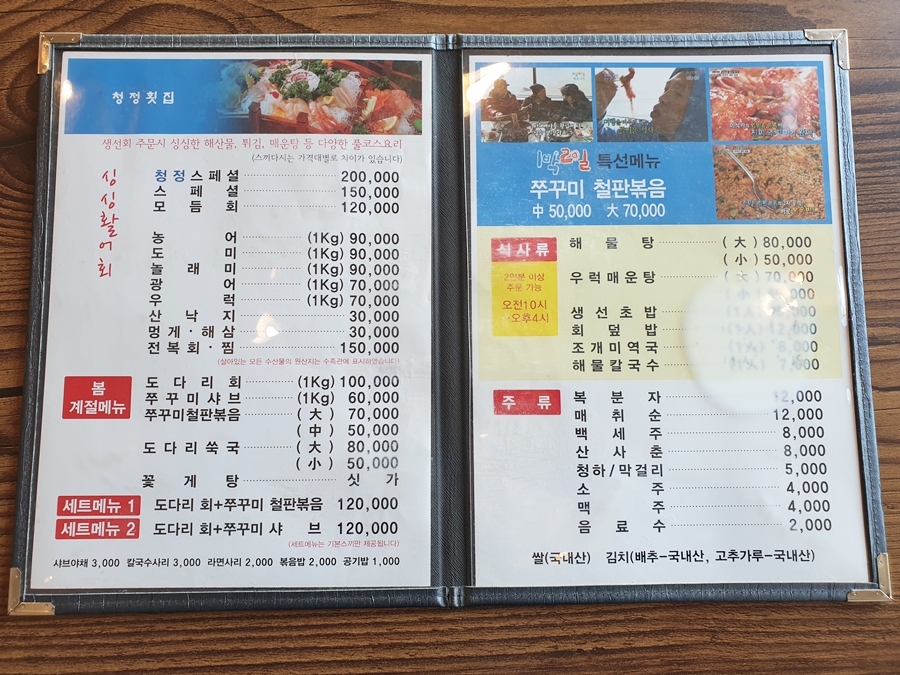 청정횟집
생선회 주문시 싱싱한 해산물, 튀김, 매운탕 등 다양한 풀코스요리
(스끼다시는 가격대별로 차이가 있습니다)
싱싱활어회
청정스페셜 200,000
스페셜 150,000
모듬회 120,000
농어 (1Kg) 90,000
도미 (1Kg) 90,000
놀래미 (1Kg) 90,000
광어 (1Kg) 70,000
우럭 (1Kg) 70,000
산낙지 30,000
멍게·해삼 30,000
전복회·찜 150,000
(살아있는 모든 수산물의 원산지는 수족관에 표시하였습니다)
봄
계절메뉴
도다리회 (1Kg) 100,000
쭈꾸미샤브 (1Kg) 60,000
쭈꾸미철판볶음 (大) 70,000
(中) 50,000
도다리쑥국 (大) 80,000
(小) 50,000
꽃게탕 싯가
세트메뉴 1 도다리 회+쭈꾸미 철판볶음 120,000
세트메뉴 2 도다리 회+쭈꾸미 샤브 120,000
(세트메뉴는 기본스끼만 제공됩니다)
샤브야채 3,000 칼국수사리 3,000 라면사리 2,000 볶음밥 2,000 공기밥 1,000
1박2일 특선메뉴
쭈꾸미 철판볶음
中 50,000 大 70,000
식사류
2인분 이상
주문 가능
오전10시
~오후4시
해물탕 (大) 80,000
(小) 50,000
우럭매운탕 (大) 70,000
생선초밥
회덮밥 (1人) 12,000
조개미역국 8,000
해물칼국수 7,000
주류
복분자
매취순 12,000
백세주 8,000
산사춘 8,000
청하/막걸리 5,000
소주 4,000
맥주 4,000
음료수 2,000
쌀(국내산) 김치(배추-국내산, 고추가루-국내산)